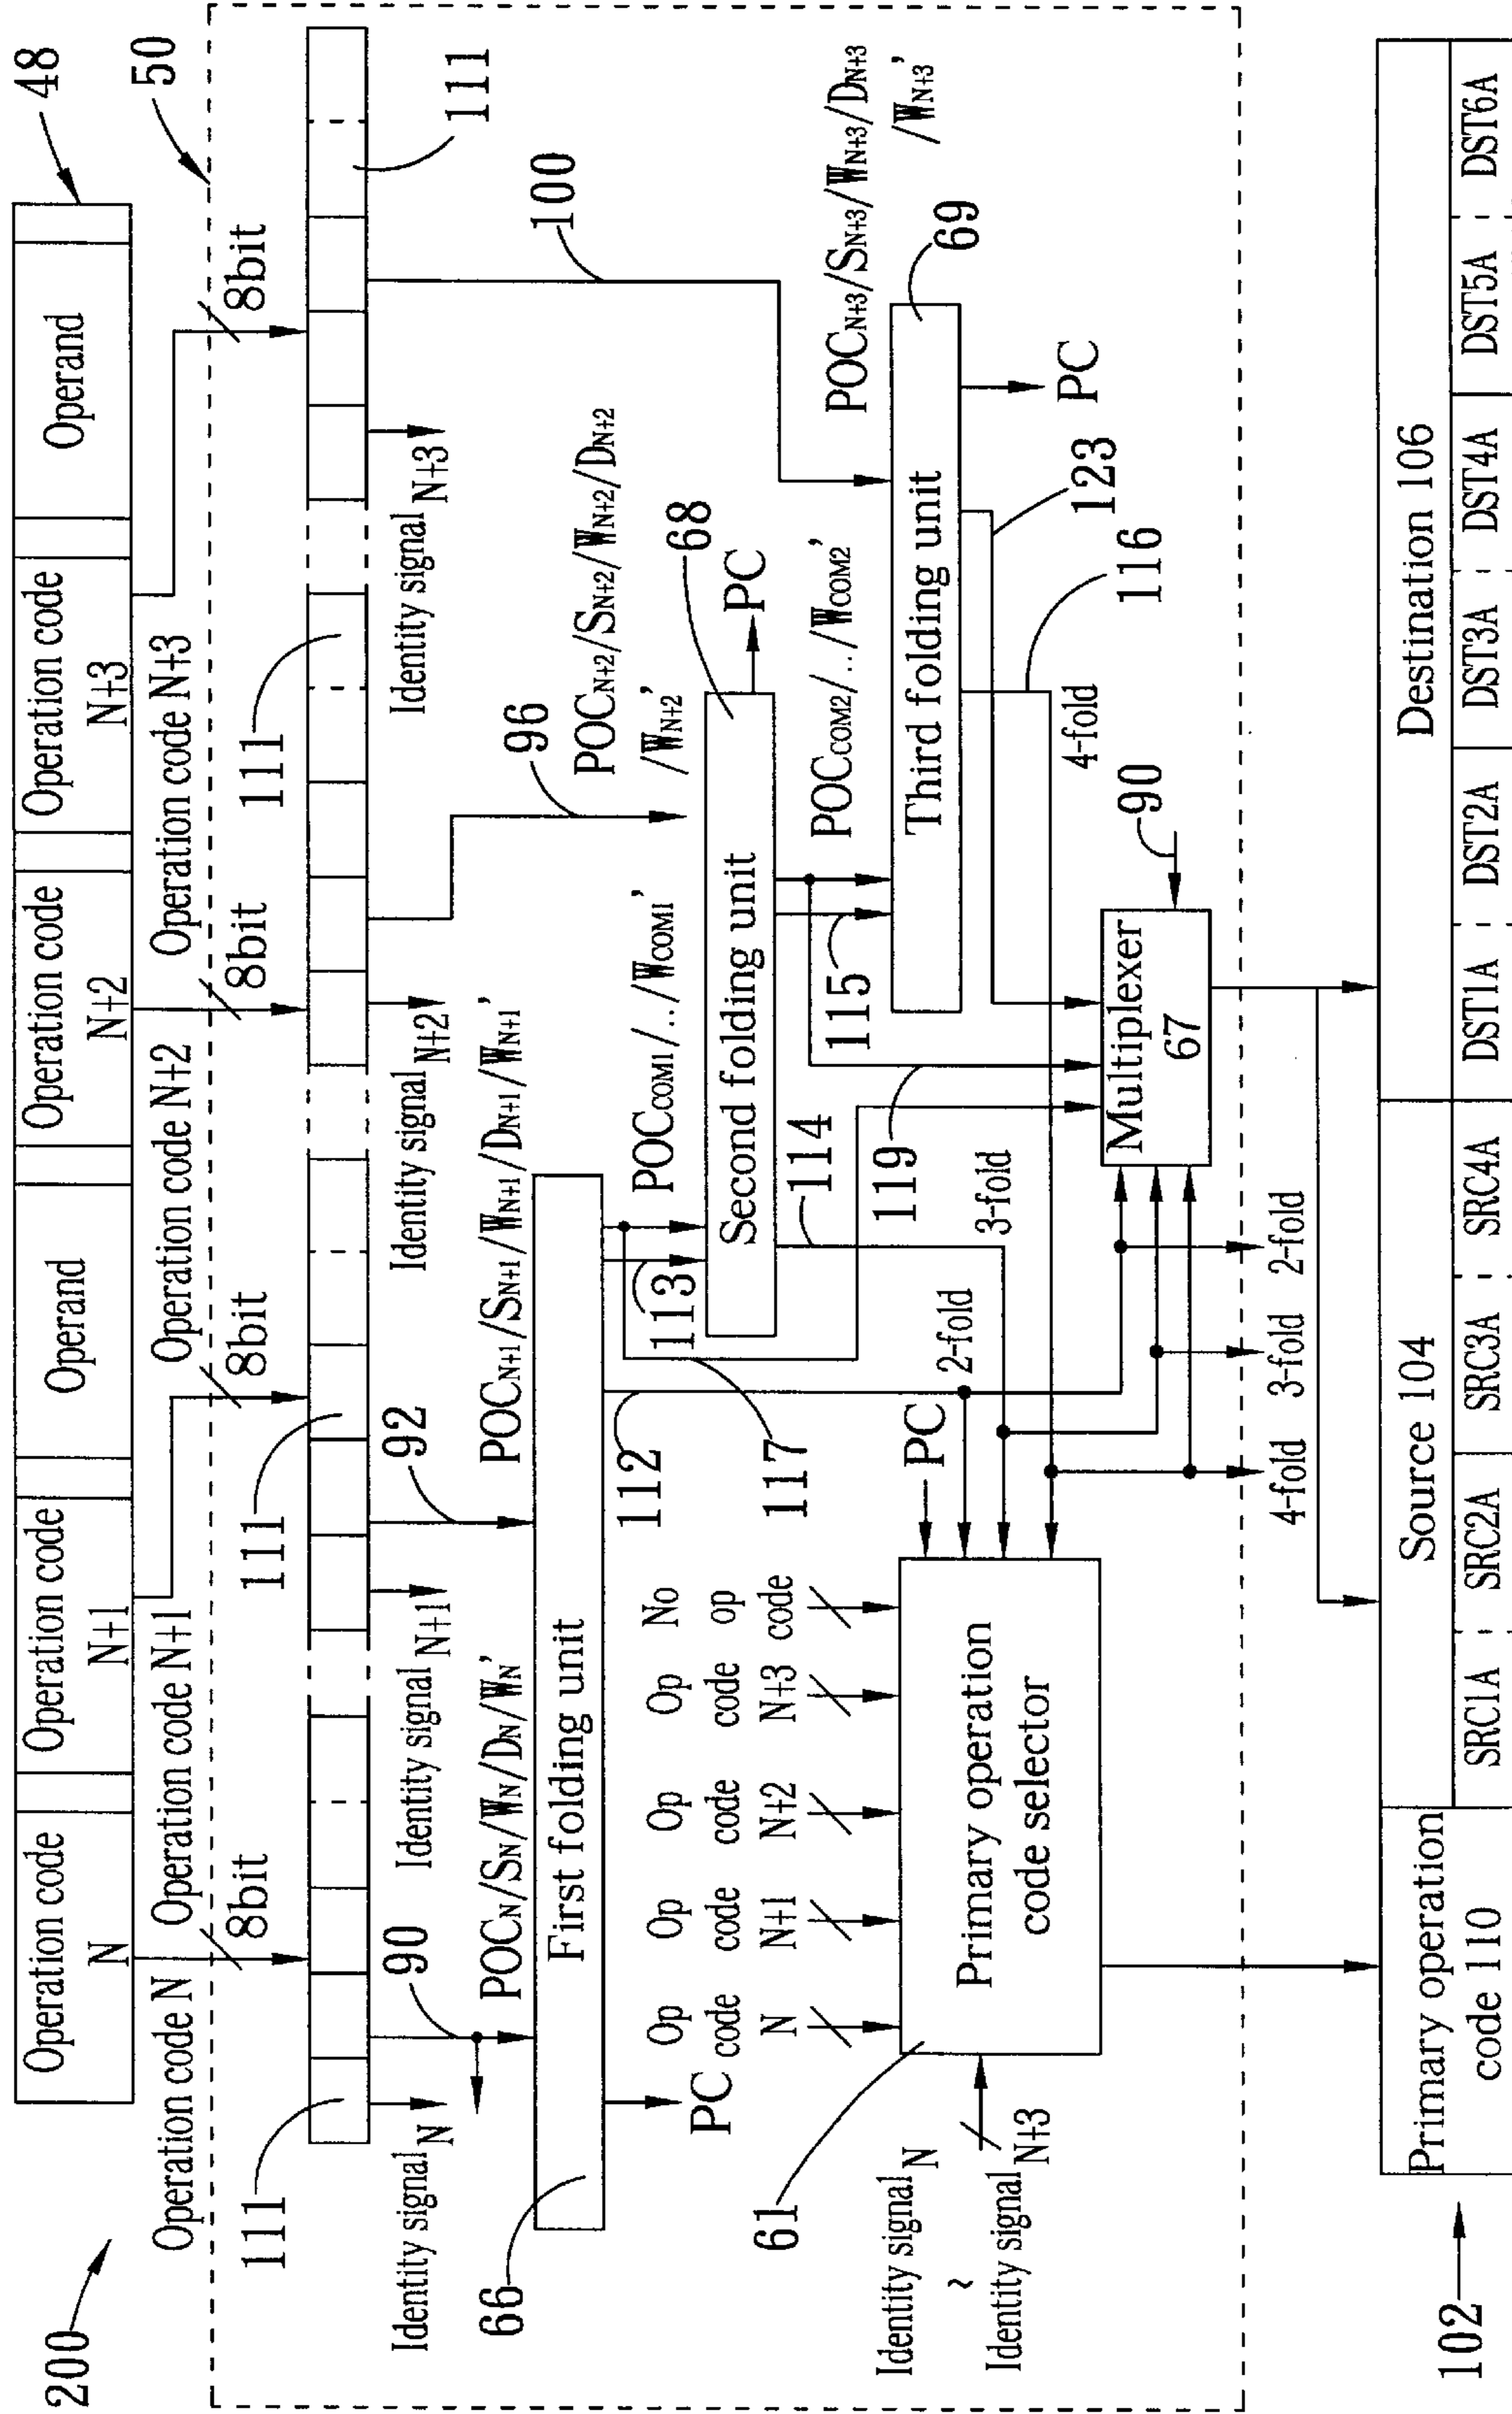 200
48
50
Operation code N
Operation code N+1
Operand
Operation code N+2
Operation code N+3
Operand
Operation code N
Operation code N+1
Operation code N+2
Operation code N+3
8bit
8bit
8bit
8bit
111
111
111
111
Identity signal N
Identity signal N+1
Identity signal N+2
Identity signal N+3
90
92
96
100
POCN/SN/WN/DN/WN'
POCN+1/SN+1/WN+1/DN+1/WN+1'
POCN+2/SN+2/WN+2/DN+2
/WN+2'
66
First folding unit
PC
POCCOM1/../WCOM1'
113
117
112
68
Second folding unit
PC
POCN+3/SN+3/WN+3/DN+3
/WN+3'
POCCOM2/../WCOM2'
115
119
114
69
Third folding unit
PC
123
116
Op code N
Op code N+1
Op code N+2
Op code N+3
No op code
PC
2-fold
3-fold
4-fold
61
Identity signal N
~
Identity signal N+3
Primary operation
code selector
Multiplexer
67
90
4-fold
3-fold
2-fold
102
Primary operation
code 110
Source 104
Destination 106
SRC1A
SRC2A
SRC3A
SRC4A
DST1A
DST2A
DST3A
DST4A
DST5A
DST6A